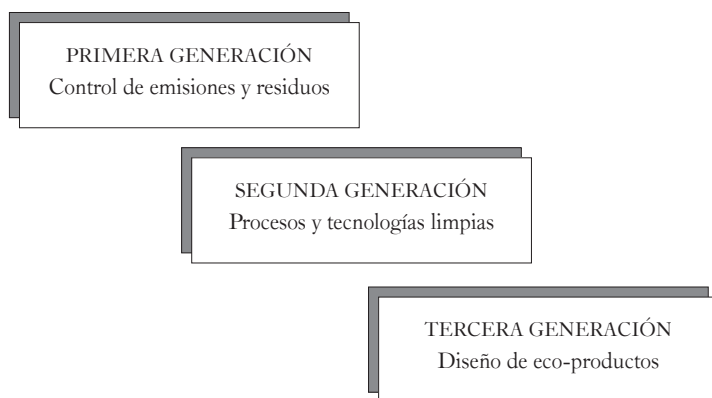 PRIMERA GENERACIÓN
Control de emisiones y residuos
SEGUNDA GENERACIÓN
Procesos y tecnologías limpias
TERCERA GENERACIÓN
Diseño de eco-productos